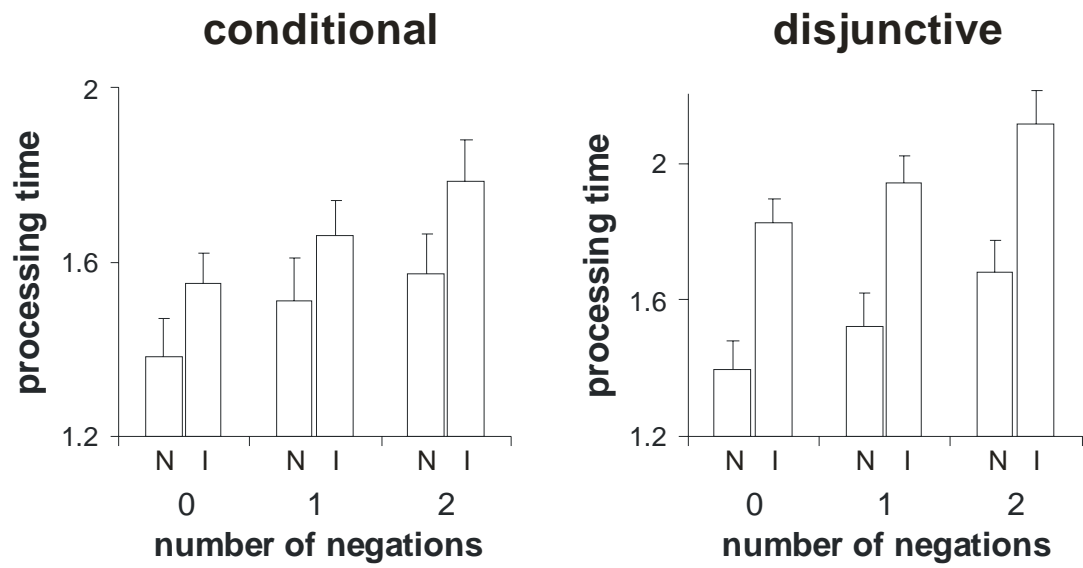 conditional
processing time
2
1.6
1.2
N I N I N I
0 1 2
number of negations
disjunctive
processing time
2
1.6
1.2
N I N I N I
0 1 2
number of negations